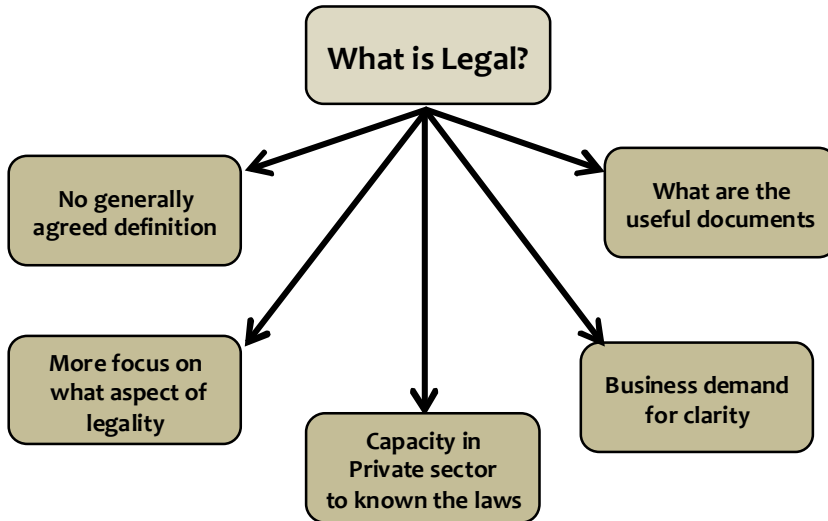 What is Legal?
No generally
agreed definition
What are the
useful documents
More focus on
what aspect of
legality
Business demand
for clarity
Capacity in
Private sector
to known the laws